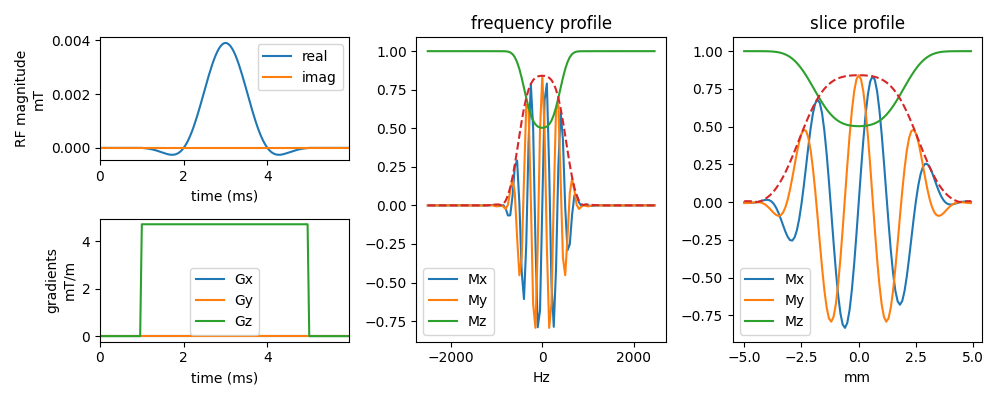 RF magnitude
mT
0.004
0.002
0.000
real
imag
0
2
4
time (ms)
gradients
mT/m
4
2
0
Gx
Gy
Gz
0
2
4
time (ms)
frequency profile
1.00
0.75
0.50
0.25
0.00
−0.25
−0.50
−0.75
Mx
My
Mz
−2000
0
2000
Hz
slice profile
1.00
0.75
0.50
0.25
0.00
−0.25
−0.50
−0.75
Mx
My
Mz
−5.0
−2.5
0.0
2.5
5.0
mm